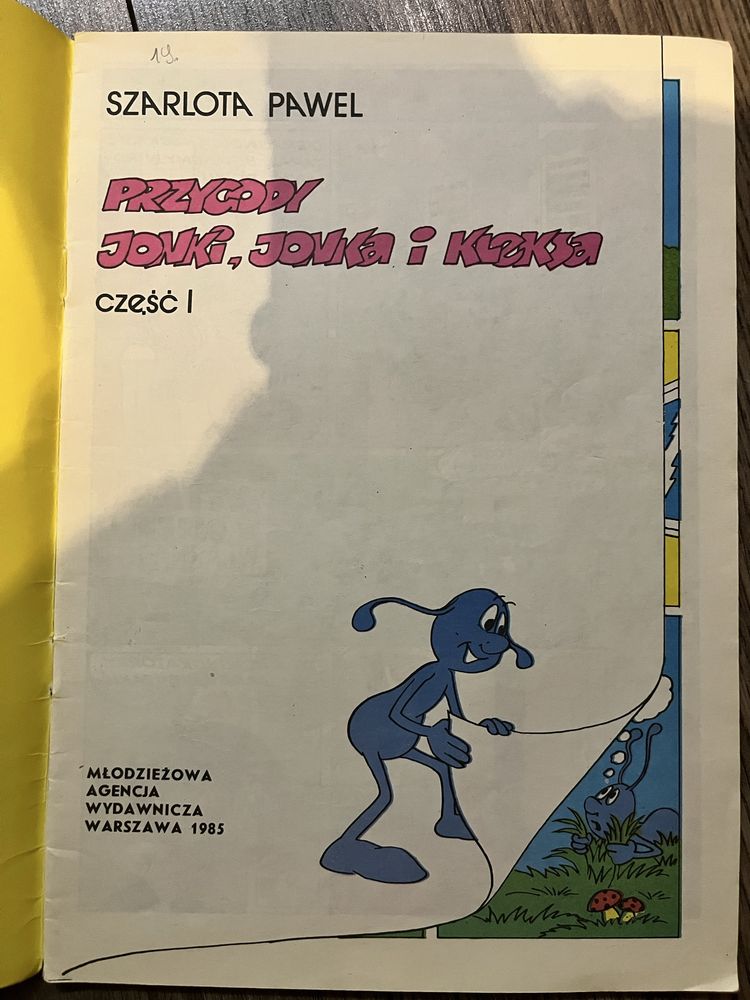 19.
SZARLOTA PAWEL
PRZYGODY
JONKI, JONKA i KLEKSA
CZĘŚĆ I
MŁODZIEŻOWA
AGENCJA
WYDAWNICZA
WARSZAWA 1985